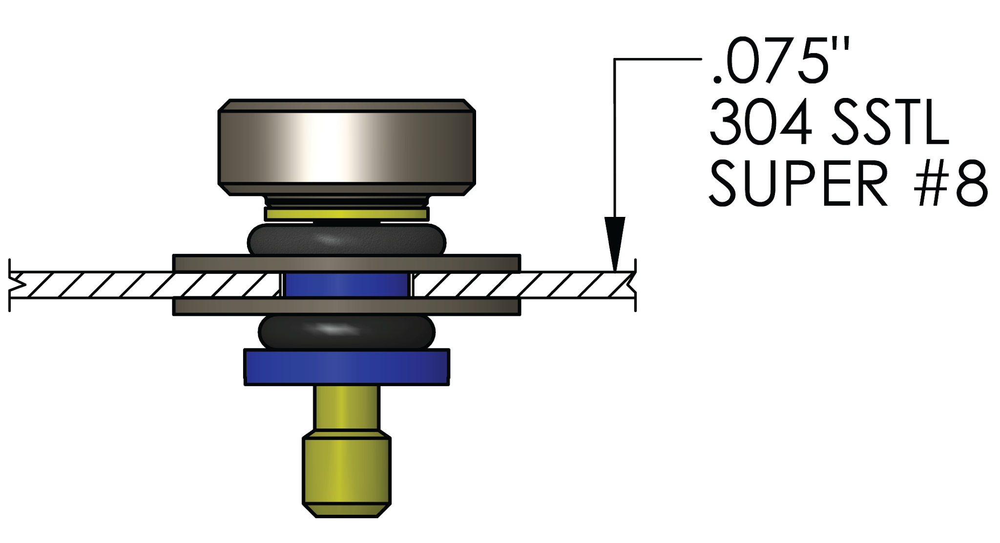 .075"
304 SSTL
SUPER #8